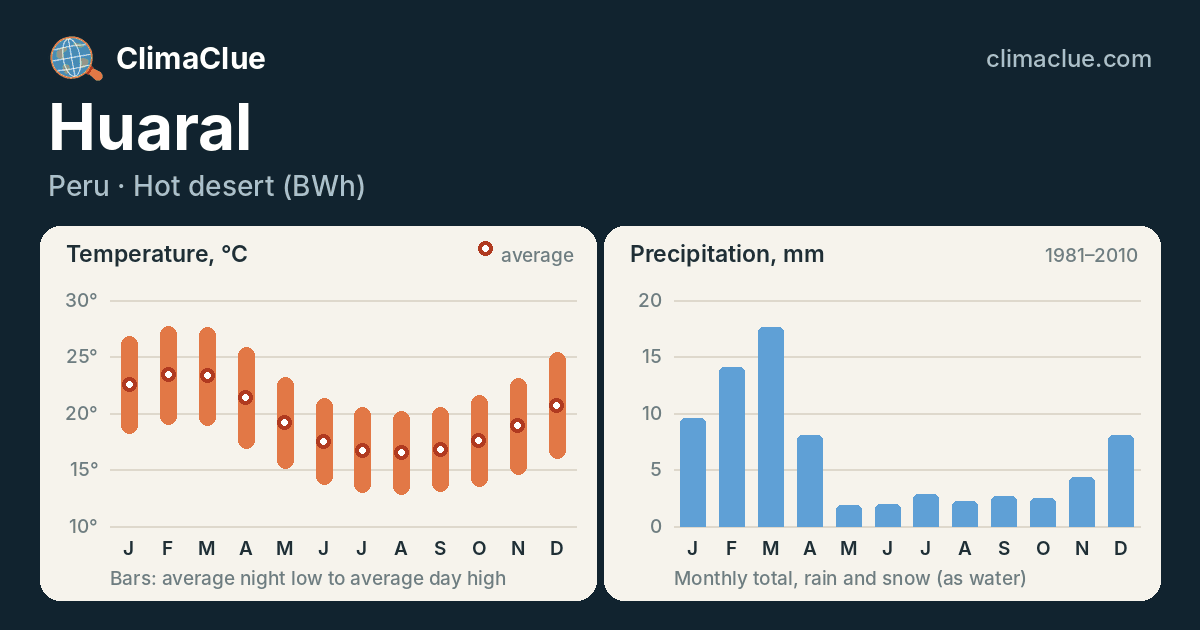 ClimaClue
climaclue.com
Huaral
Peru · Hot desert (BWh)
Temperature, °C
average
30°
25°
20°
15°
10°
J F M A M J J A S O N D
Bars: average night low to average day high
Precipitation, mm
1981–2010
20
15
10
5
0
J F M A M J J A S O N D
Monthly total, rain and snow (as water)